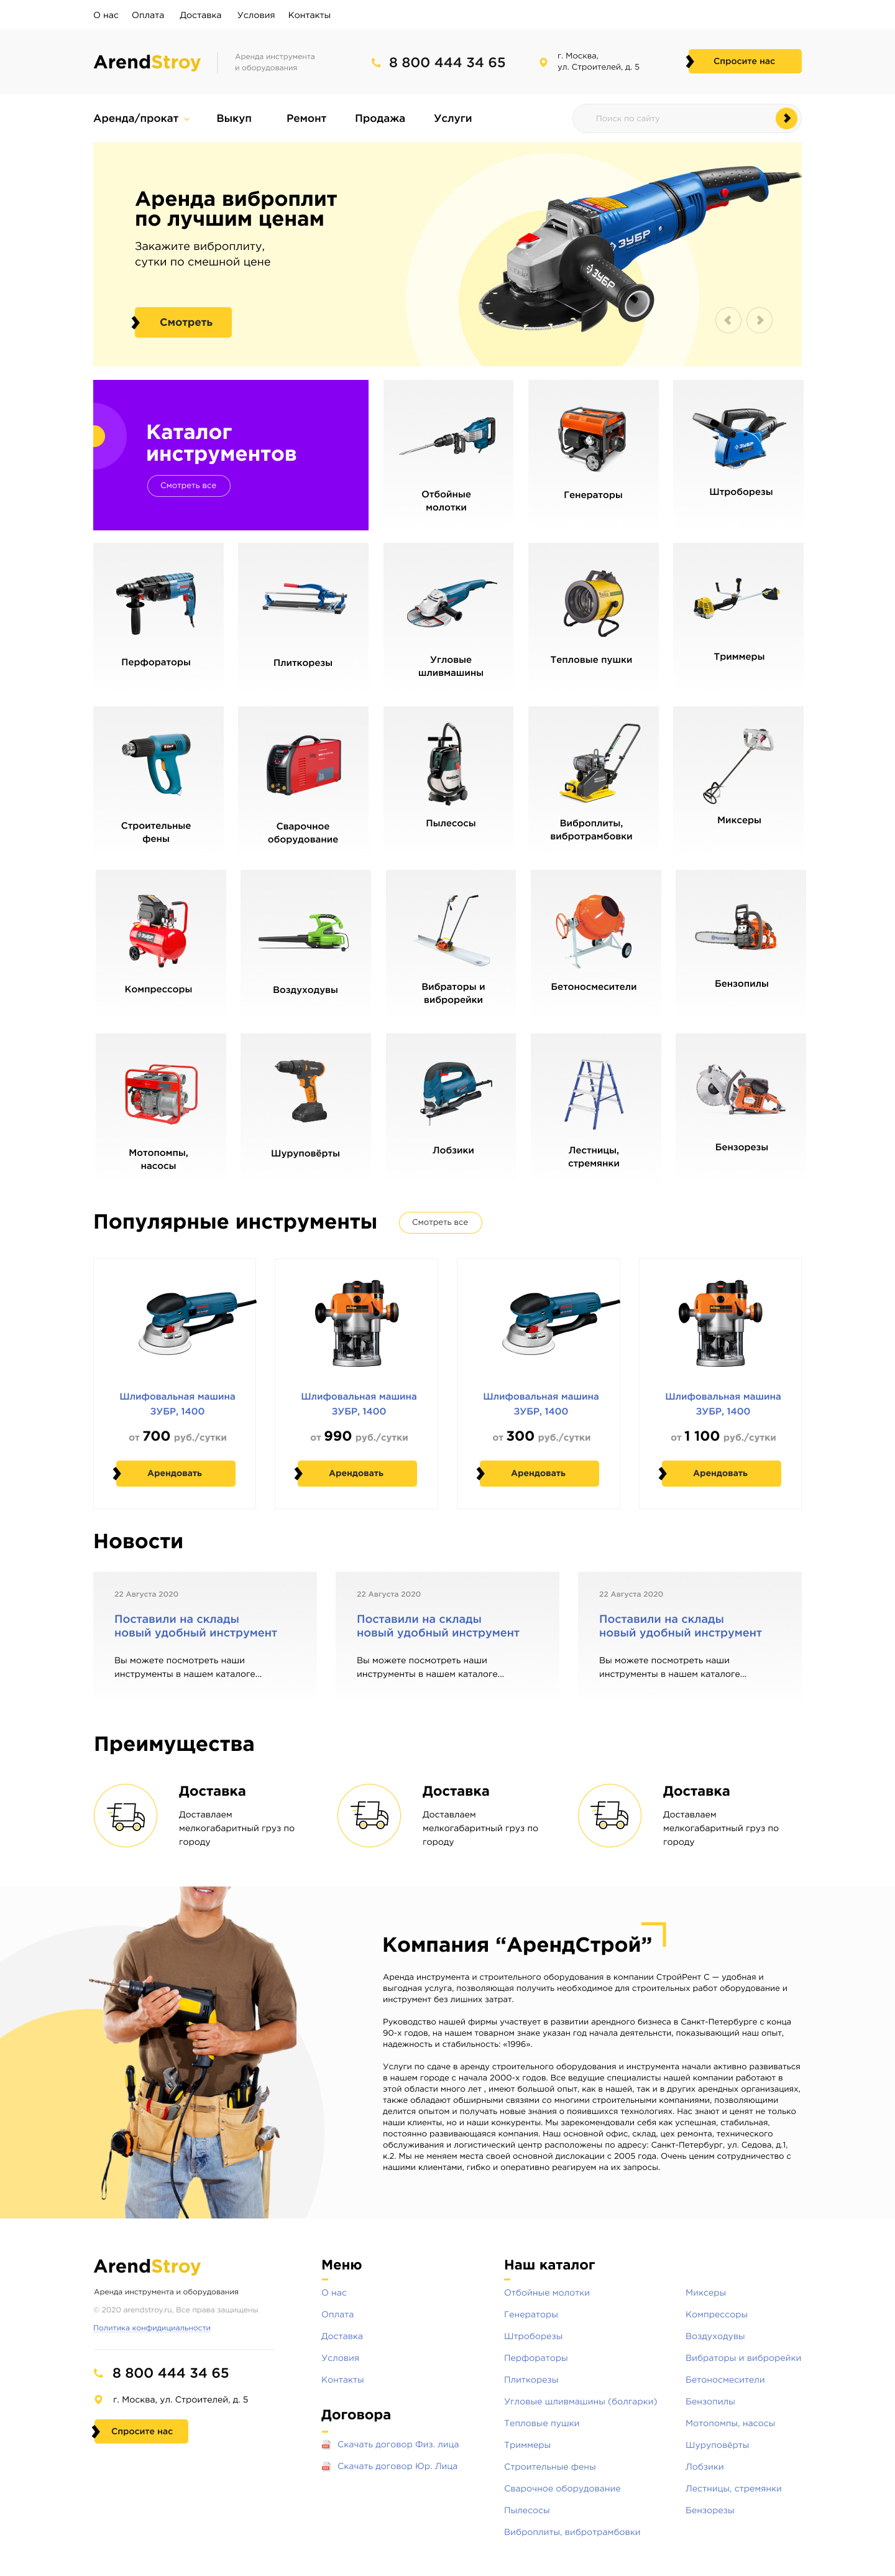 О нас Оплата Доставка Условия Контакты
ArendStroy
Аренда инструмента
и оборудования
8 800 444 34 65
г. Москва,
ул. Строителей, д. 5
Спросите нас
Аренда/прокат Выкуп Ремонт Продажа Услуги
Поиск по сайту
Аренда виброплит
по лучшим ценам
Закажите виброплиту,
сутки по смешной цене
Смотреть
ЗУБР
ЗУБР
Каталог
инструментов
Смотреть все
Отбойные
молотки
Генераторы
Штроборезы
Перфораторы
Плиткорезы
Угловые
шливмашины
Тепловые пушки
Триммеры
Строительные
фены
Сварочное
оборудование
Пылесосы
Виброплиты,
вибротрамбовки
Миксеры
Компрессоры
Воздуходувы
Вибраторы и
виброрейки
Бетоносмесители
Бензопилы
Мотопомпы,
насосы
Шуруповёрты
Лобзики
Лестницы,
стремянки
Бензорезы
Популярные инструменты
Смотреть все
Шлифовальная машина
ЗУБР, 1400
от 700 руб./сутки
Арендовать
Шлифовальная машина
ЗУБР, 1400
от 990 руб./сутки
Арендовать
Шлифовальная машина
ЗУБР, 1400
от 300 руб./сутки
Арендовать
Шлифовальная машина
ЗУБР, 1400
от 1 100 руб./сутки
Арендовать
Новости
22 Августа 2020
Поставили на склады
новый удобный инструмент
Вы можете посмотреть наши
инструменты в нашем каталоге...
22 Августа 2020
Поставили на склады
новый удобный инструмент
Вы можете посмотреть наши
инструменты в нашем каталоге...
22 Августа 2020
Поставили на склады
новый удобный инструмент
Вы можете посмотреть наши
инструменты в нашем каталоге...
Преимущества
Доставка
Доставлаем
мелкогабаритный груз по
городу
Доставка
Доставлаем
мелкогабаритный груз по
городу
Доставка
Доставлаем
мелкогабаритный груз по
городу
Компания “АрендСтрой”
Аренда инструмента и строительного оборудования в компании СтройРент С — удобная и
выгодная услуга, позволяющая получить необходимое для строительных работ оборудование и
инструмент без лишних затрат.
Руководство нашей фирмы участвует в развитии арендного бизнеса в Санкт-Петербурге с конца
90-х годов, на нашем товарном знаке указан год начала деятельнсти, показывающий наш опыт,
надежность и стабильность: «1996».
Услуги по сдаче в аренду строительного оборудования и инструмента начали активно развиваться
в нашем городе с начала 2000-х годов. Все ведущие специалисты нашей компании работают в
этой области много лет , имеют большой опыт, как в нашей, так и в других арендных организациях,
также обладают обширными связями со многими строительными компаниями, позволяющими
делится опытом и получать новые знания о пояившихся технологиях. Нас знают и ценят не только
наши клиенты, но и наши конкуренты. Мы зарекомендовали себя как успешная, стабильная,
постоянно развивающаяся компания. Наш основной офис, склад, цех ремонта, технического
обслуживания и логистический центр расположены по адресу: Санкт-Петербург, ул. Седова, д.1,
к.2. Мы не меняем места своей основной дислокации с 2005 года. Очень ценим сотрудничество с
нашими клиентами, гибко и оперативно реагируем на их запросы.
ArendStroy
Аренда инструмента и оборудования
© 2020 arendstroy.ru, Все права защищены
Политика конфидициальности
8 800 444 34 65
г. Москва, ул. Строителей, д. 5
Спросите нас
Меню
О нас
Оплата
Доставка
Условия
Контакты
Договора
Скачать договор Физ. лица
Скачать договор Юр. Лица
Наш каталог
Отбойные молотки
Генераторы
Штроборезы
Перфораторы
Плиткорезы
Угловые шливмашины (болгарки)
Тепловые пушки
Триммеры
Строительные фены
Сварочное оборудование
Пылесосы
Виброплиты, вибротрамбовки
Миксеры
Компрессоры
Воздуходувы
Вибраторы и виброрейки
Бетоносмесители
Бензопилы
Мотопомпы, насосы
Шуруповёрты
Лобзики
Лестницы, стремянки
Бензорезы